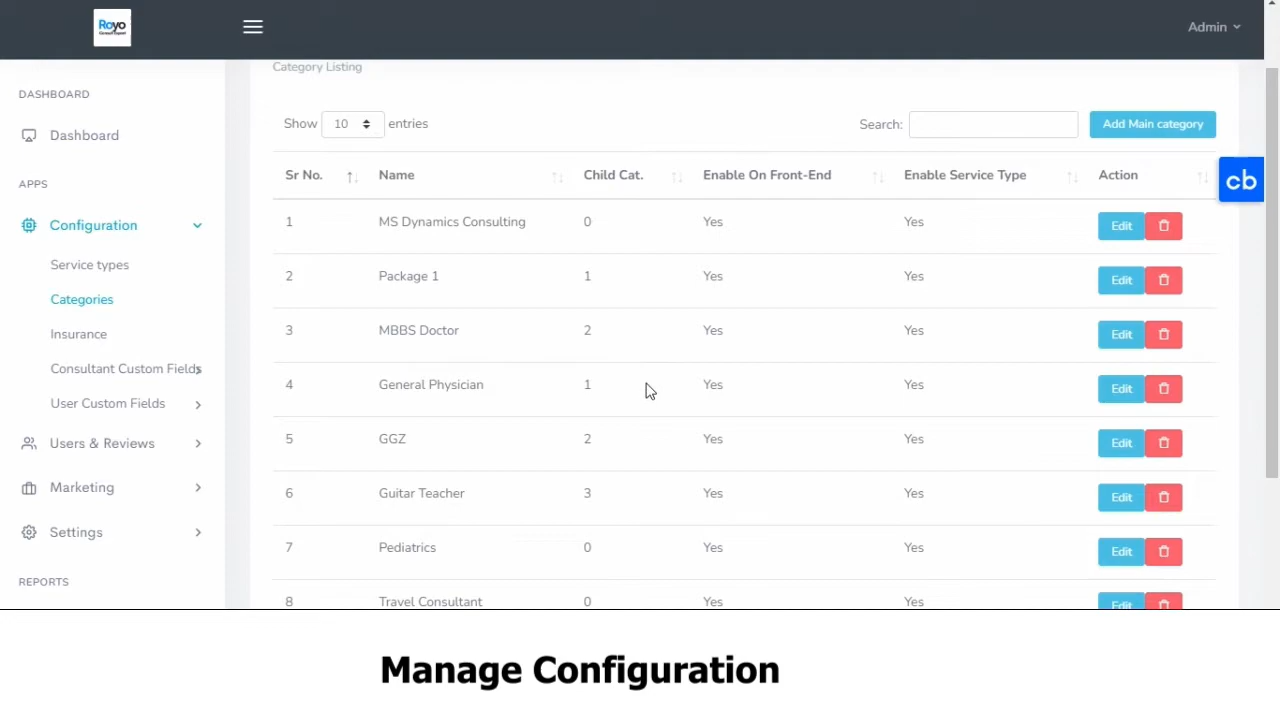 Royo
Admin
DASHBOARD
Dashboard
APPS
Configuration
Service types
Categories
Insurance
Consultant Custom Fields
User Custom Fields
Users & Reviews
Marketing
Settings
REPORTS
Category Listing
Show 10 entries
Search:
Add Main category
Sr No. Name Child Cat. Enable On Front-End Enable Service Type Action
1 MS Dynamics Consulting 0 Yes Yes Edit
2 Package 1 1 Yes Yes Edit
3 MBBS Doctor 2 Yes Yes Edit
4 General Physician 1 Yes Yes Edit
5 GGZ 2 Yes Yes Edit
6 Guitar Teacher 3 Yes Yes Edit
7 Pediatrics 0 Yes Yes Edit
8 Travel Consultant 0 Yes Yes Edit
cb
Manage Configuration